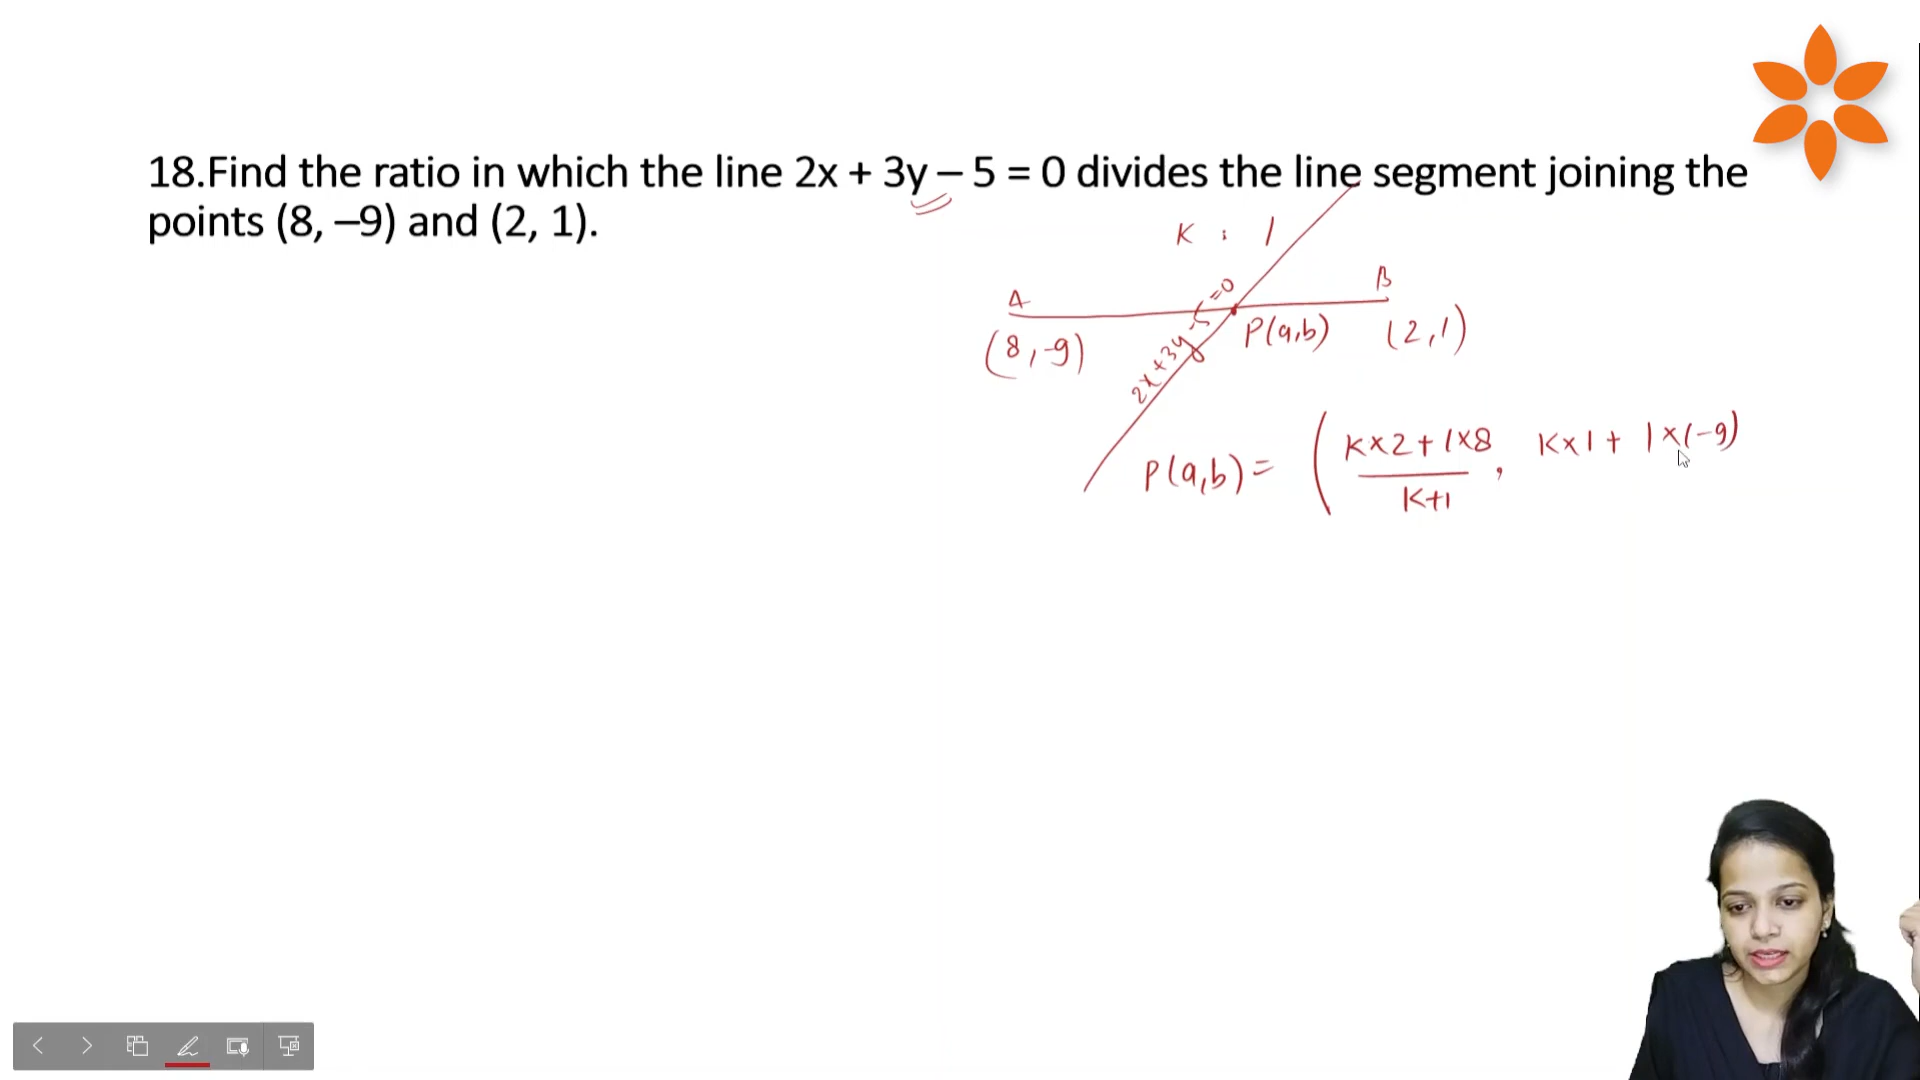 18.Find the ratio in which the line 2x + 3y – 5 = 0 divides the line segment joining the
points (8, –9) and (2, 1).
K : 1
A
B
2x+3y-5=0
(8,-9)
P(a,b)
(2,1)
P(a,b) = ( K×2+1×8 , K×1+ 1×(-9)
K+1